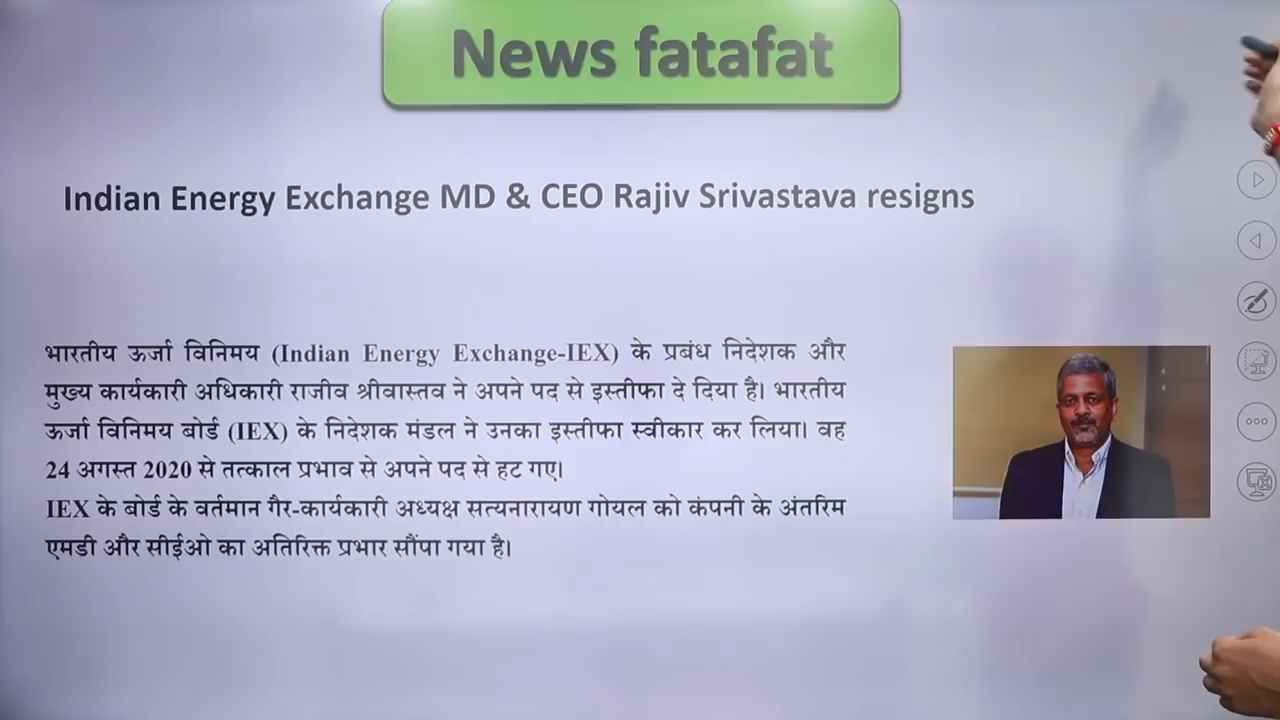 News fatafat
Indian Energy Exchange MD & CEO Rajiv Srivastava resigns
भारतीय ऊर्जा विनिमय (Indian Energy Exchange-IEX) के प्रबंध निदेशक और
मुख्य कार्यकारी अधिकारी राजीव श्रीवास्तव ने अपने पद से इस्तीफा दे दिया है। भारतीय
ऊर्जा विनिमय बोर्ड (IEX) के निदेशक मंडल ने उनका इस्तीफा स्वीकार कर लिया। वह
24 अगस्त 2020 से तत्काल प्रभाव से अपने पद से हट गए।
IEX के बोर्ड के वर्तमान गैर-कार्यकारी अध्यक्ष सत्यनारायण गोयल को कंपनी के अंतरिम
एमडी और सीईओ का अतिरिक्त प्रभार सौंपा गया है।